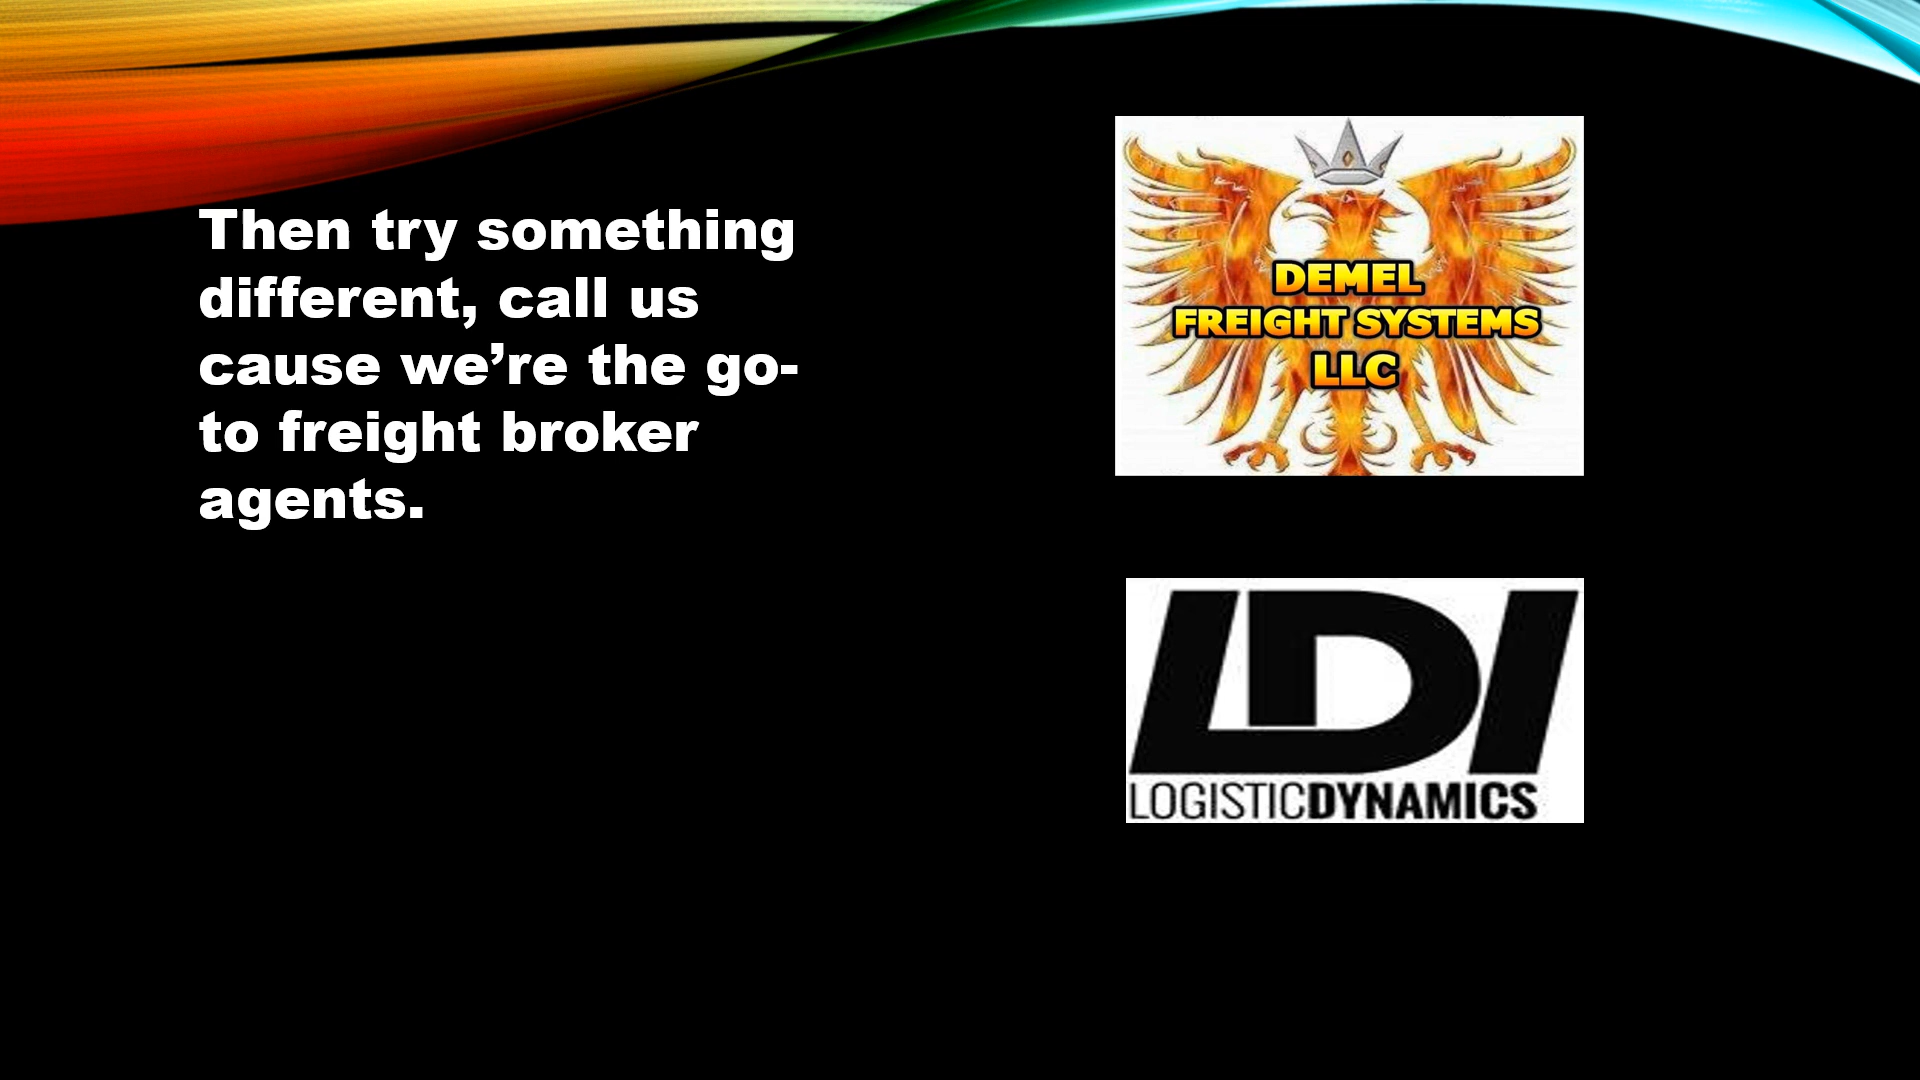 Then try something
different, call us
cause we’re the go-
to freight broker
agents.
DEMEL
FREIGHT SYSTEMS
LLC
LDI
LOGISTICDYNAMICS